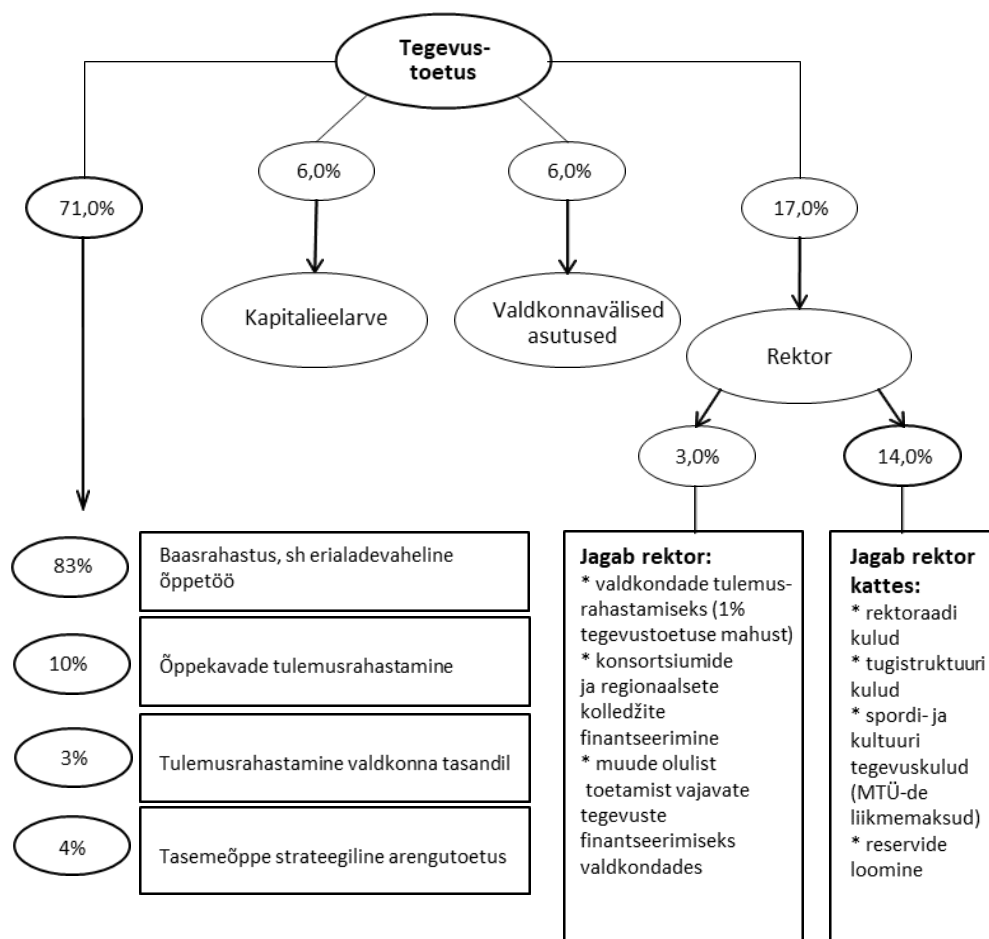 Tegevus-
toetus
71,0%
6,0%
6,0%
17,0%
Kapitalieelarve
Valdkonnavälised
asutused
Rektor
3,0%
14,0%
83%
Baasrahastus, sh erialadevaheline
õppetöö
10%
Õppekavade tulemusrahastamine
3%
Tulemusrahastamine valdkonna tasandil
4%
Tasemeõppe strateegiline arengutoetus
Jagab rektor:
* valdkondade tulemus-
rahastamiseks (1%
tegevustoetuse mahust)
* konsortsiumide
ja regionaalsete
kolledžite
finantseerimine
* muude olulist
toetamist vajavate
tegevuste
finantseerimiseks
valdkondades
Jagab rektor
kattes:
* rektoraadi
kulud
* tugistruktuuri
kulud
* spordi- ja
kultuuri
tegevuskulud
(MTÜ-de
liikmemaksud)
* reservide
loomine